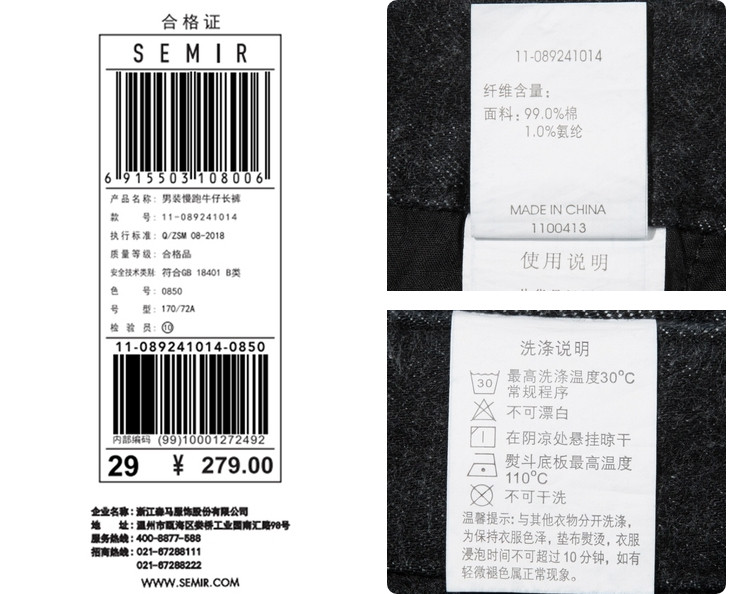 合格证
SEMIR
6 915503 108006
产品名称: 男装慢跑牛仔长裤
款 号: 11-089241014
执行标准: Q/ZSM 08-2018
质量等级: 合格品
安全技术类别 符合GB 18401 B类
色 号: 0850
号 型: 170/72A
检 验 员: ⑩
11-089241014-0850
内部编码 (99)10001272492
29 ¥ 279.00
企业名称: 浙江森马服饰股份有限公司
地 址: 温州市瓯海区娄桥工业园南汇路98号
服务热线: 400-8877-588
招商热线: 021-67288111
021-67288222
WWW.SEMIR.COM
11-089241014
纤维含量:
面料: 99.0%棉
1.0%氨纶
MADE IN CHINA
1100413
使用说明
洗涤说明
30 最高洗涤温度30°C
常规程序
不可漂白
在阴凉处悬挂晾干
熨斗底板最高温度
110°C
不可干洗
温馨提示: 与其他衣物分开洗涤,
为保持衣服色泽, 垫布熨烫, 衣服
浸泡时间不可超过10分钟, 如有
轻微褪色属正常现象。